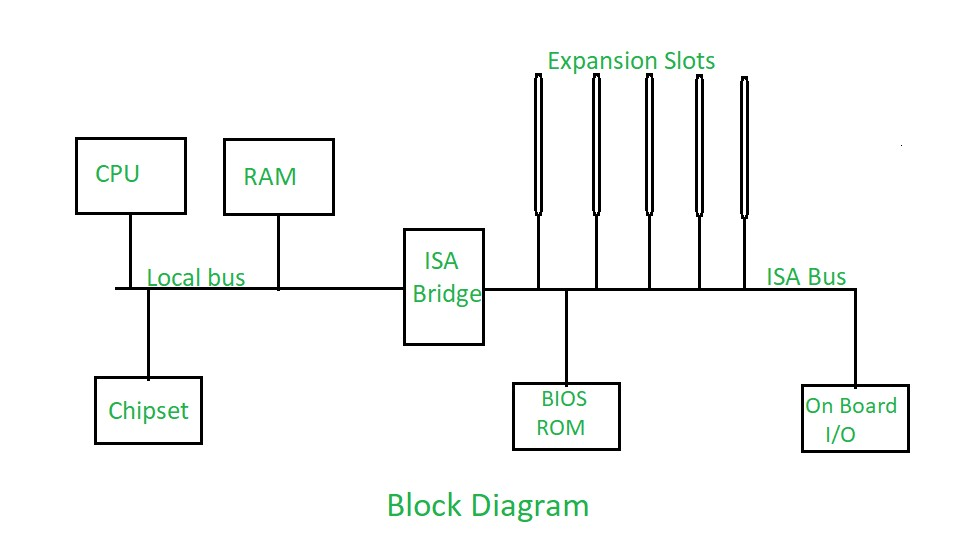 Expansion Slots
CPU
RAM
ISA
Bridge
Local bus
ISA Bus
Chipset
BIOS
ROM
On Board
I/O
Block Diagram